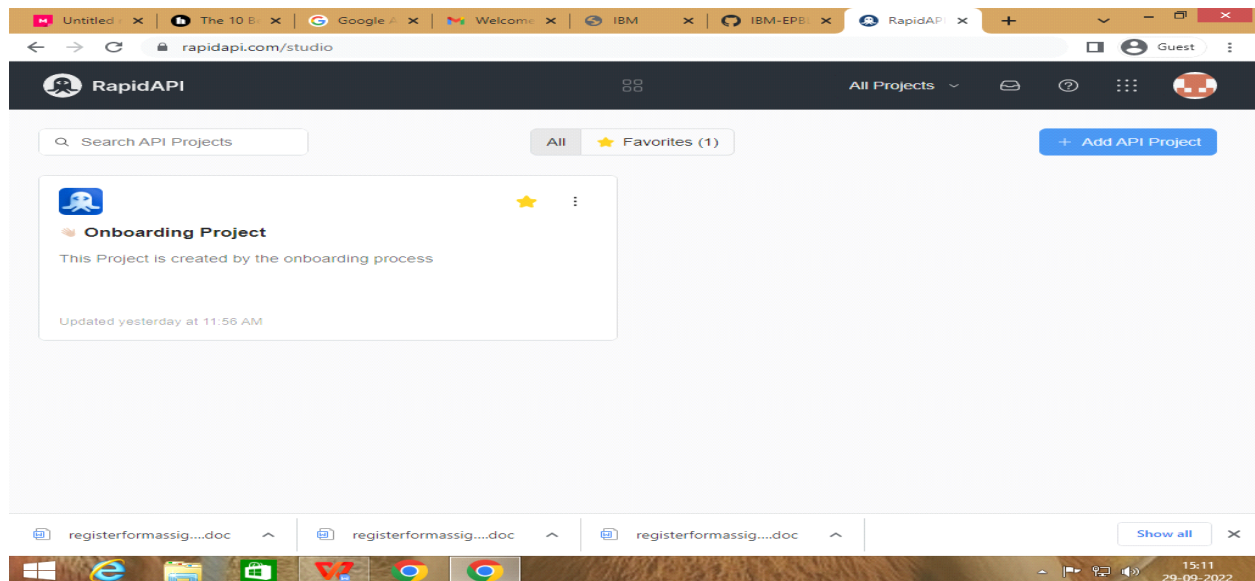 Untitled
The 10 B
Google A
Welcome
IBM
IBM-EPB
RapidAP
rapidapi.com/studio
Guest
RapidAPI
All Projects
Search API Projects
All
Favorites (1)
+ Add API Project
Onboarding Project
This Project is created by the onboarding process
Updated yesterday at 11:56 AM
registerformassig....doc
registerformassig....doc
registerformassig....doc
Show all
15:11
29-09-2022